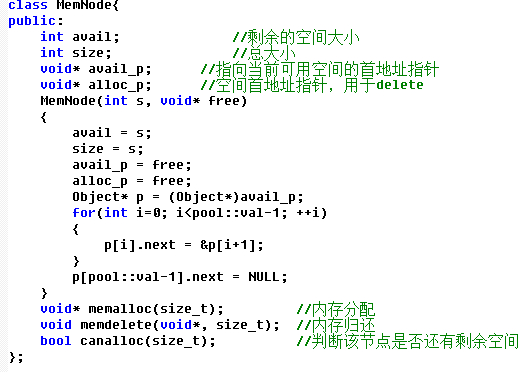 class MemNode{
public:
    int avail;              //剩余的空间大小
    int size;               //总大小
    void* avail_p;      //指向当前可用空间的首地址指针
    void* alloc_p;      //空间首地址指针，用于delete
    MemNode(int s, void* free)
    {
        avail = s;
        size = s;
        avail_p = free;
        alloc_p = free;
        Object* p = (Object*)avail_p;
        for(int i=0; i<pool::val-1; ++i)
        {
            p[i].next = &p[i+1];
        }
        p[pool::val-1].next = NULL;
    }
    void* memalloc(size_t);         //内存分配
    void memdelete(void*, size_t);  //内存归还
    bool canalloc(size_t);          //判断该节点是否还有剩余空间
};